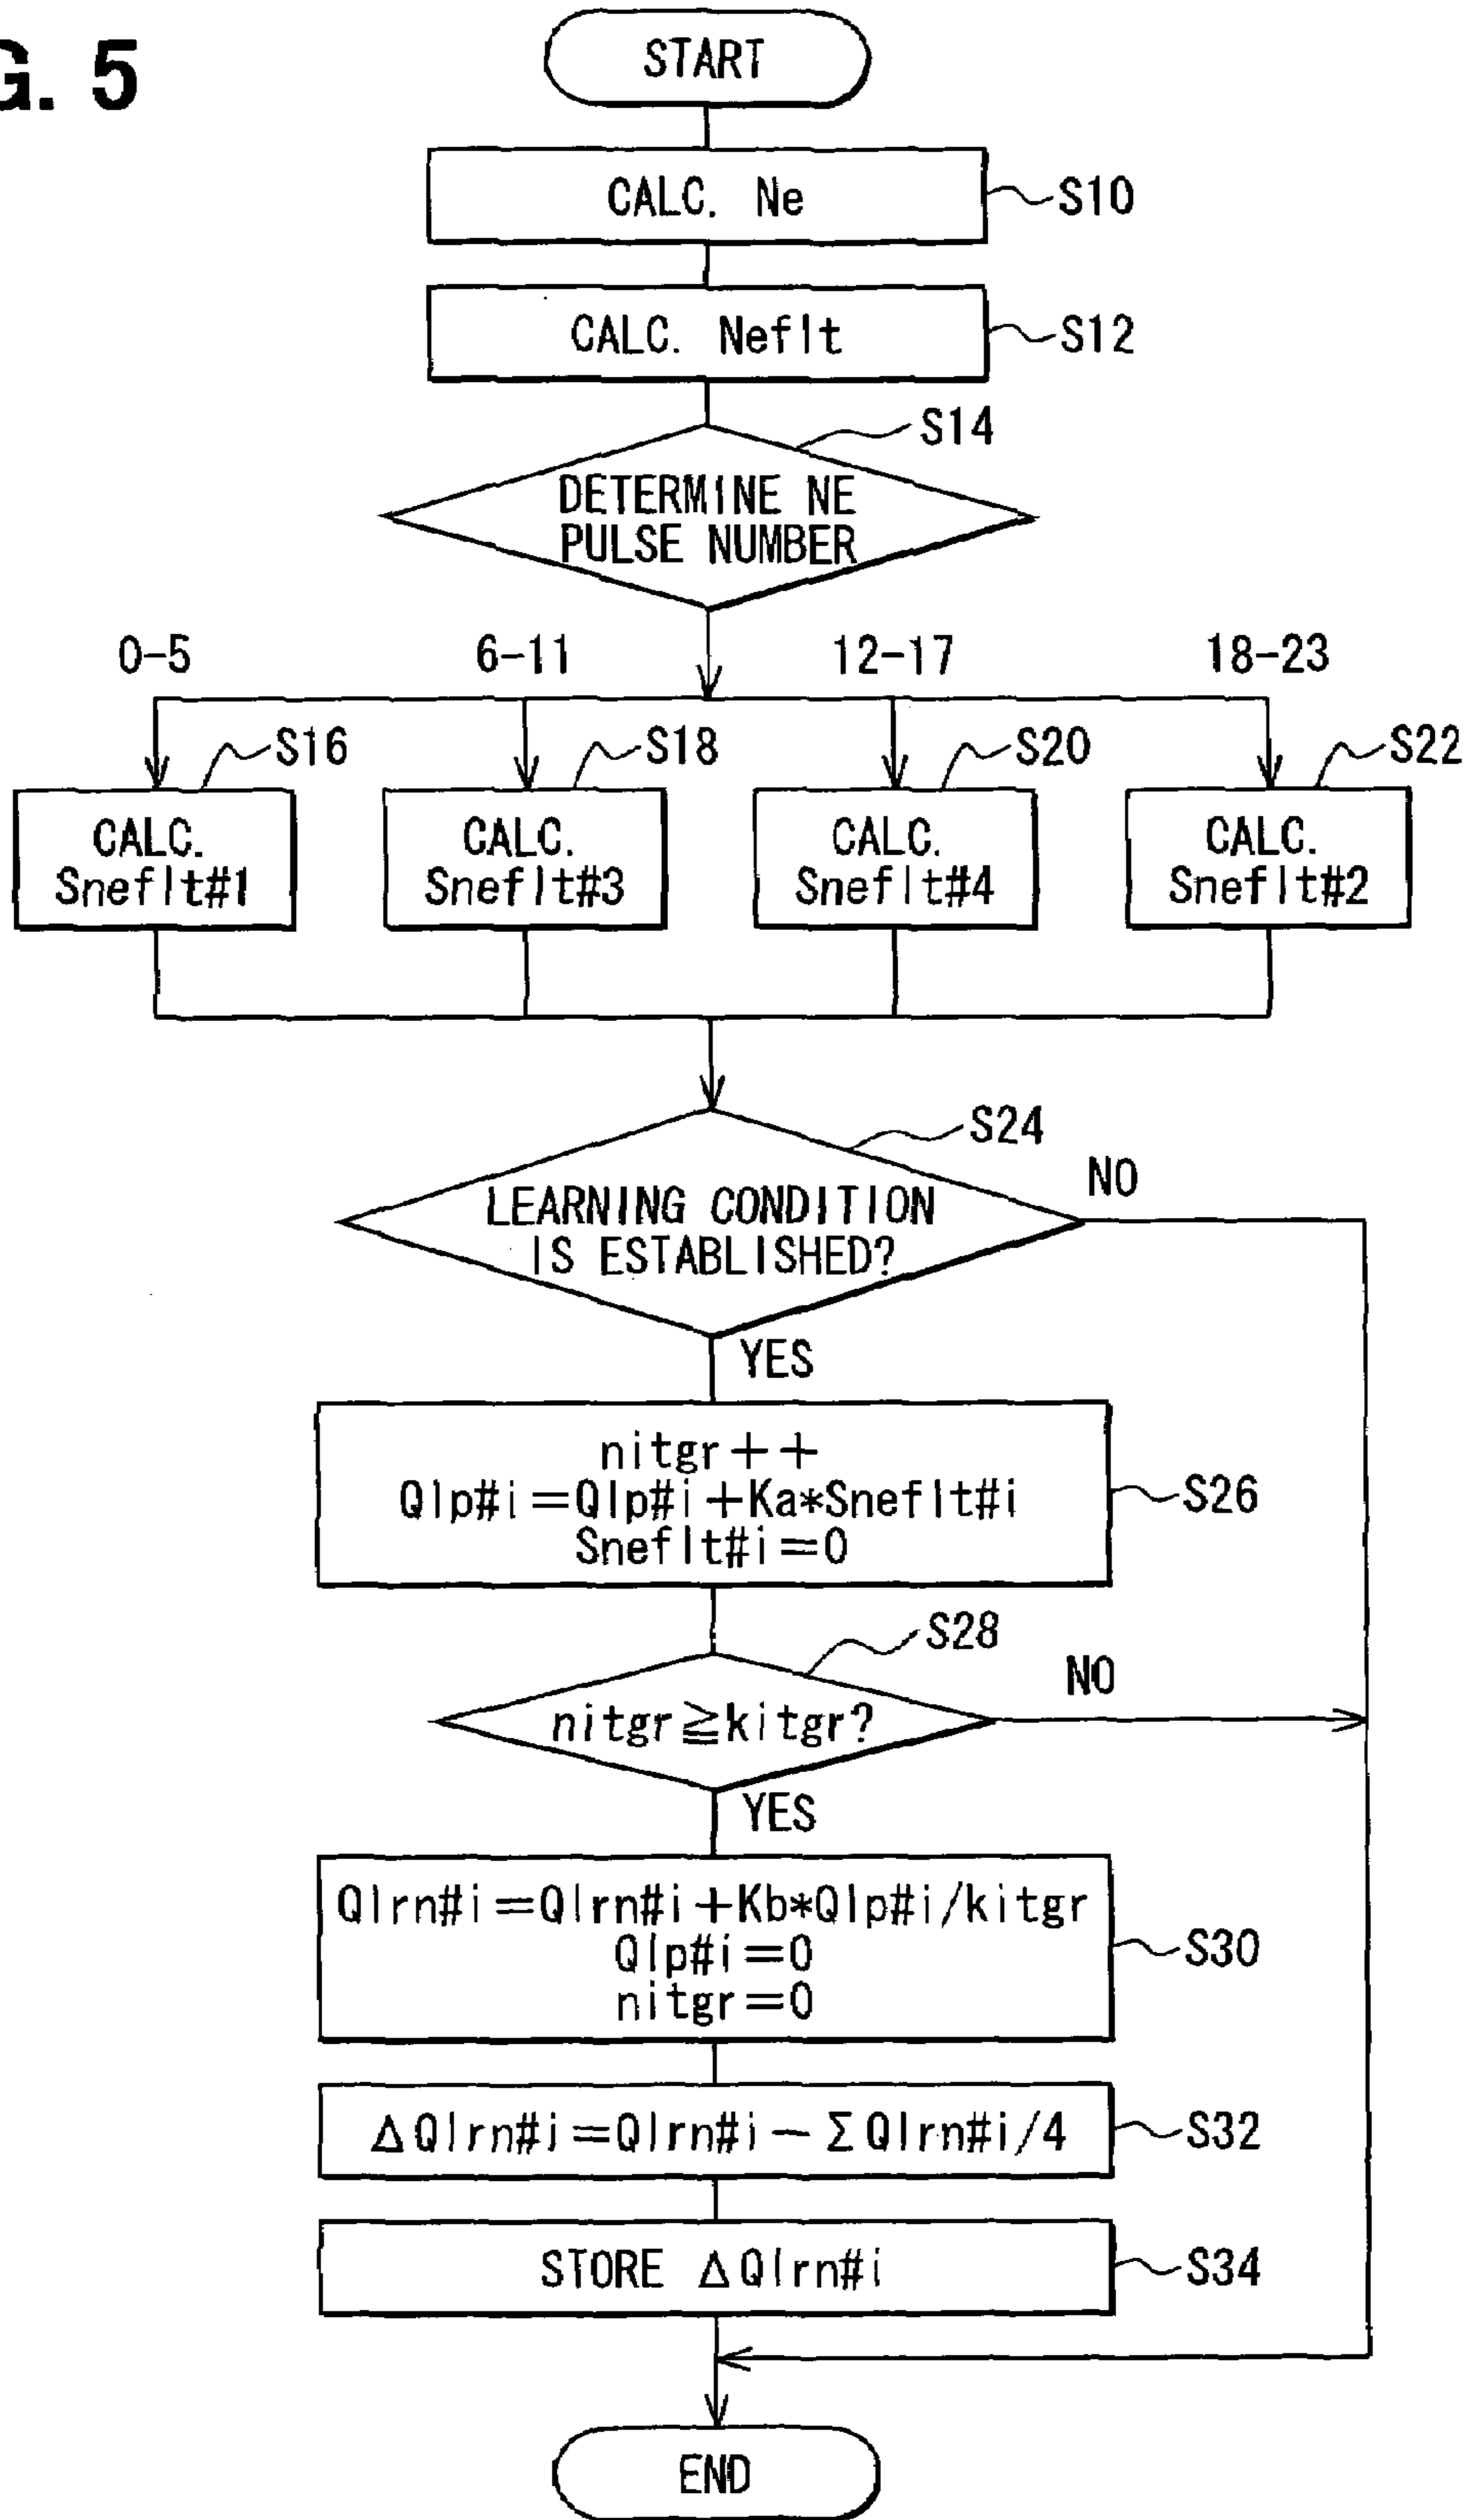 G. 5
START
CALC. Ne
S10
CALC. Neflt
S12
S14
DETERMINE NE
PULSE NUMBER
0-5
6-11
12-17
18-23
S16
S18
S20
S22
CALC.
Sneflt#1
CALC.
Sneflt#3
CALC.
Sneflt#4
CALC.
Sneflt#2
S24
LEARNING CONDITION
IS ESTABLISHED?
NO
YES
nitgr++
Qlp#i=Qlp#i+Ka*Sneflt#i
Sneflt#i=0
S26
S28
nitgr≧kitgr?
NO
YES
Qlrn#i=Qlrn#i+Kb*Qlp#i/kitgr
Qlp#i=0
nitgr=0
S30
ΔQlrn#i=Qlrn#i-ΣQlrn#i/4
S32
STORE ΔQlrn#i
S34
END